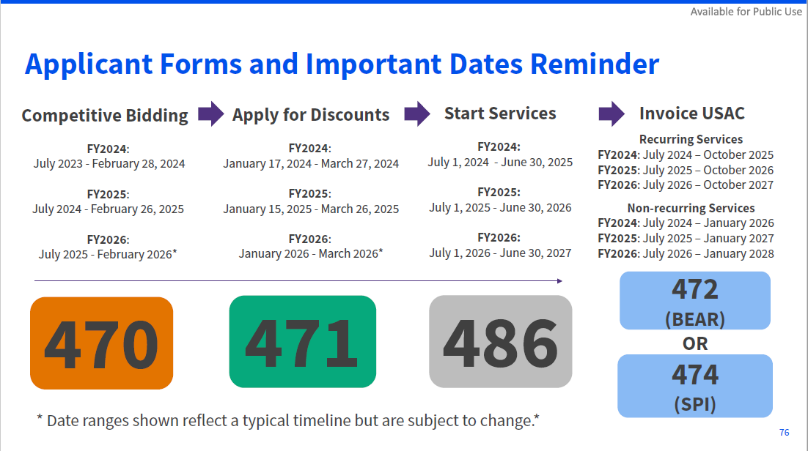 Available for Public Use
Applicant Forms and Important Dates Reminder
Competitive Bidding
FY2024:
July 2023 - February 28, 2024
FY2025:
July 2024 - February 26, 2025
FY2026:
July 2025 - February 2026*
470
Apply for Discounts
FY2024:
January 17, 2024 - March 27, 2024
FY2025:
January 15, 2025 - March 26, 2025
FY2026:
January 2026 - March 2026*
471
Start Services
FY2024:
July 1, 2024 - June 30, 2025
FY2025:
July 1, 2025 - June 30, 2026
FY2026:
July 1, 2026 - June 30, 2027
486
Invoice USAC
Recurring Services
FY2024: July 2024 – October 2025
FY2025: July 2025 – October 2026
FY2026: July 2026 – October 2027
Non-recurring Services
FY2024: July 2024 – January 2026
FY2025: July 2025 – January 2027
FY2026: July 2026 – January 2028
472
(BEAR)
OR
474
(SPI)
* Date ranges shown reflect a typical timeline but are subject to change.*
76